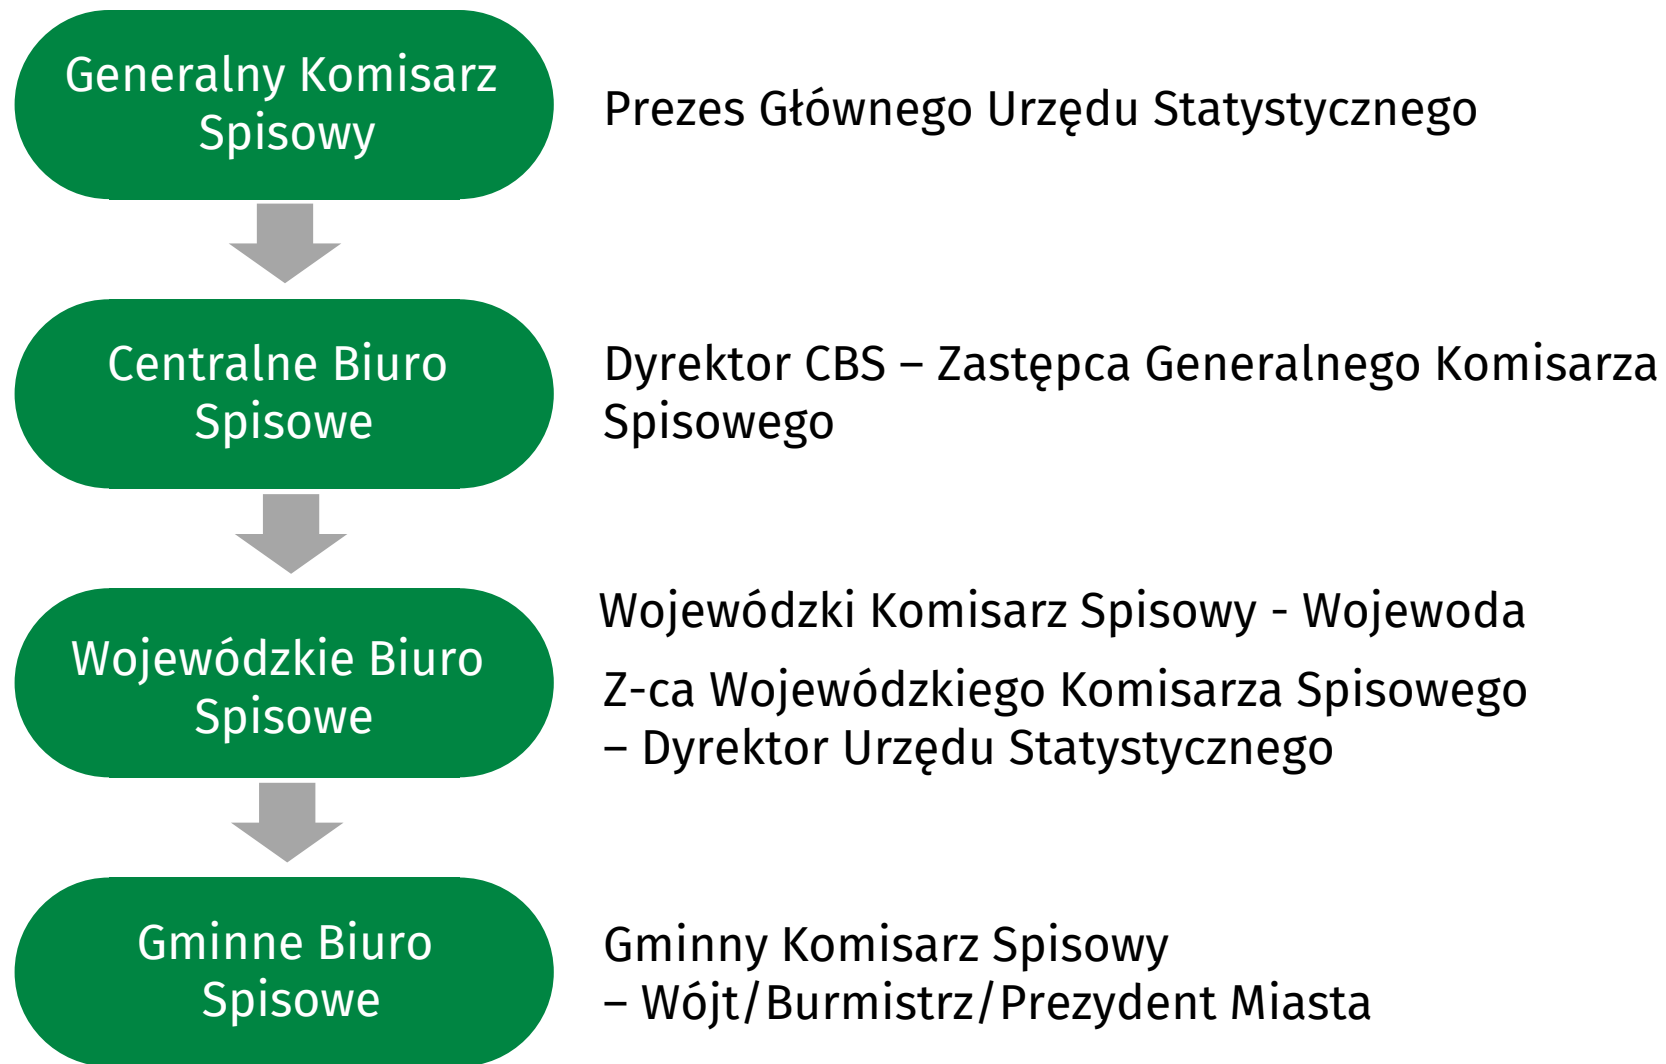 Generalny Komisarz
Spisowy
Prezes Głównego Urzędu Statystycznego
Centralne Biuro
Spisowe
Dyrektor CBS – Zastępca Generalnego Komisarza
Spisowego
Wojewódzkie Biuro
Spisowe
Wojewódzki Komisarz Spisowy - Wojewoda
Z-ca Wojewódzkiego Komisarza Spisowego
– Dyrektor Urzędu Statystycznego
Gminne Biuro
Spisowe
Gminny Komisarz Spisowy
– Wójt/Burmistrz/Prezydent Miasta